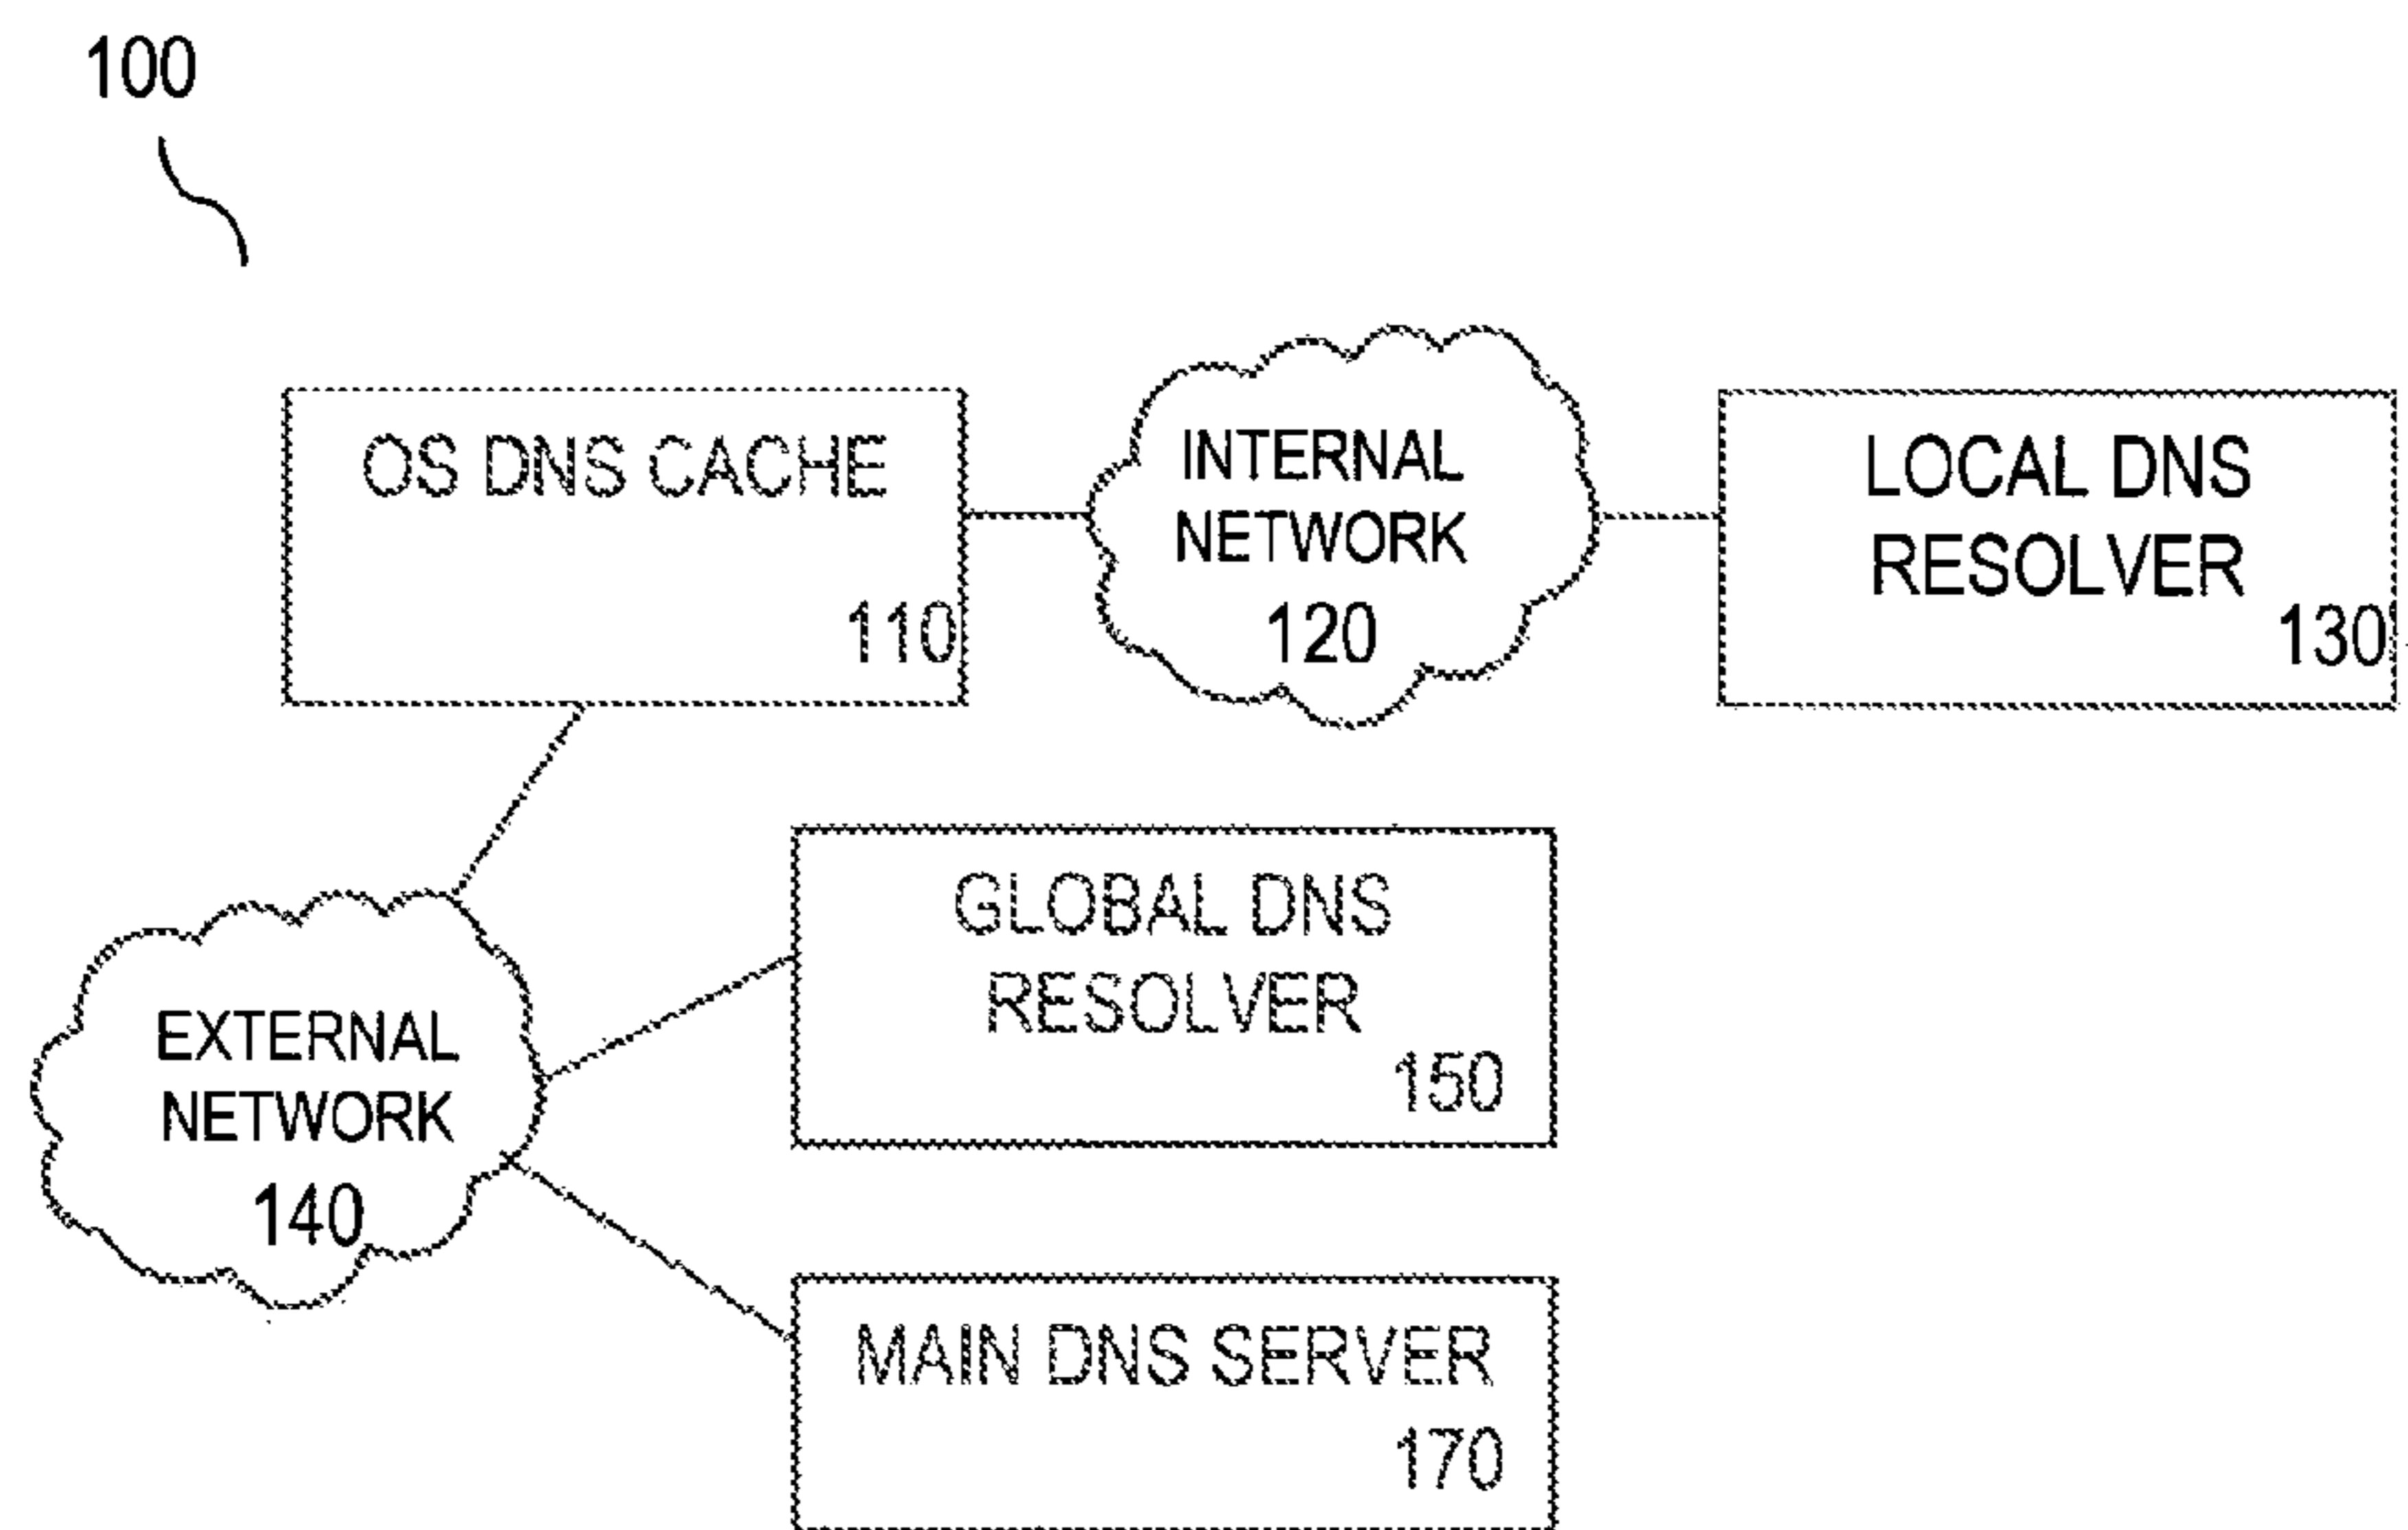 100
OS DNS CACHE
110
INTERNAL
NETWORK
120
LOCAL DNS
RESOLVER
130
EXTERNAL
NETWORK
140
GLOBAL DNS
RESOLVER
150
MAIN DNS SERVER
170